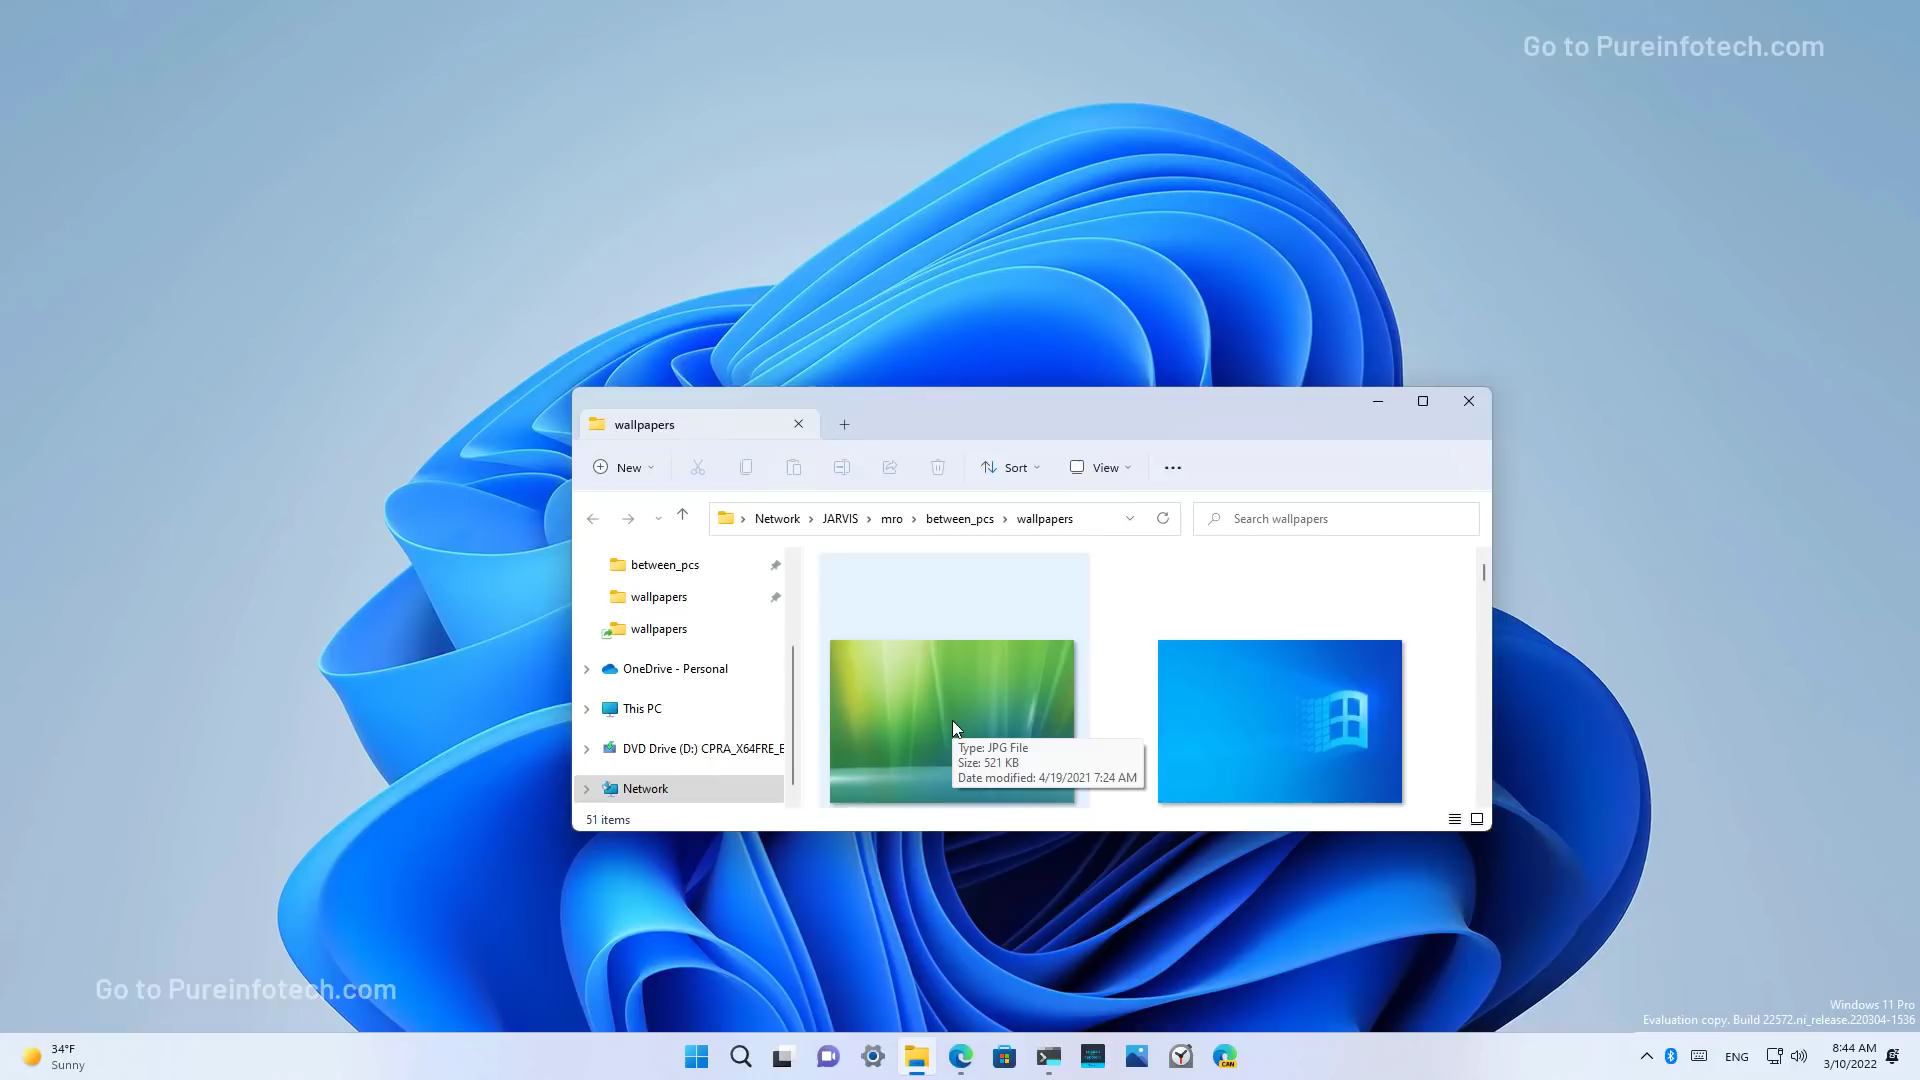 Go to Pureinfotech.com
wallpapers
New
Sort
View
Network
JARVIS
mro
between_pcs
wallpapers
Search wallpapers
between_pcs
wallpapers
wallpapers
OneDrive - Personal
This PC
DVD Drive (D:) CPRA_X64FRE_E
Network
Type: JPG File
Size: 521 KB
Date modified: 4/19/2021 7:24 AM
51 items
Go to Pureinfotech.com
Windows 11 Pro
Evaluation copy. Build 22572.ni_release.220304-1536
34°F
Sunny
CAN
ENG
8:44 AM
3/10/2022